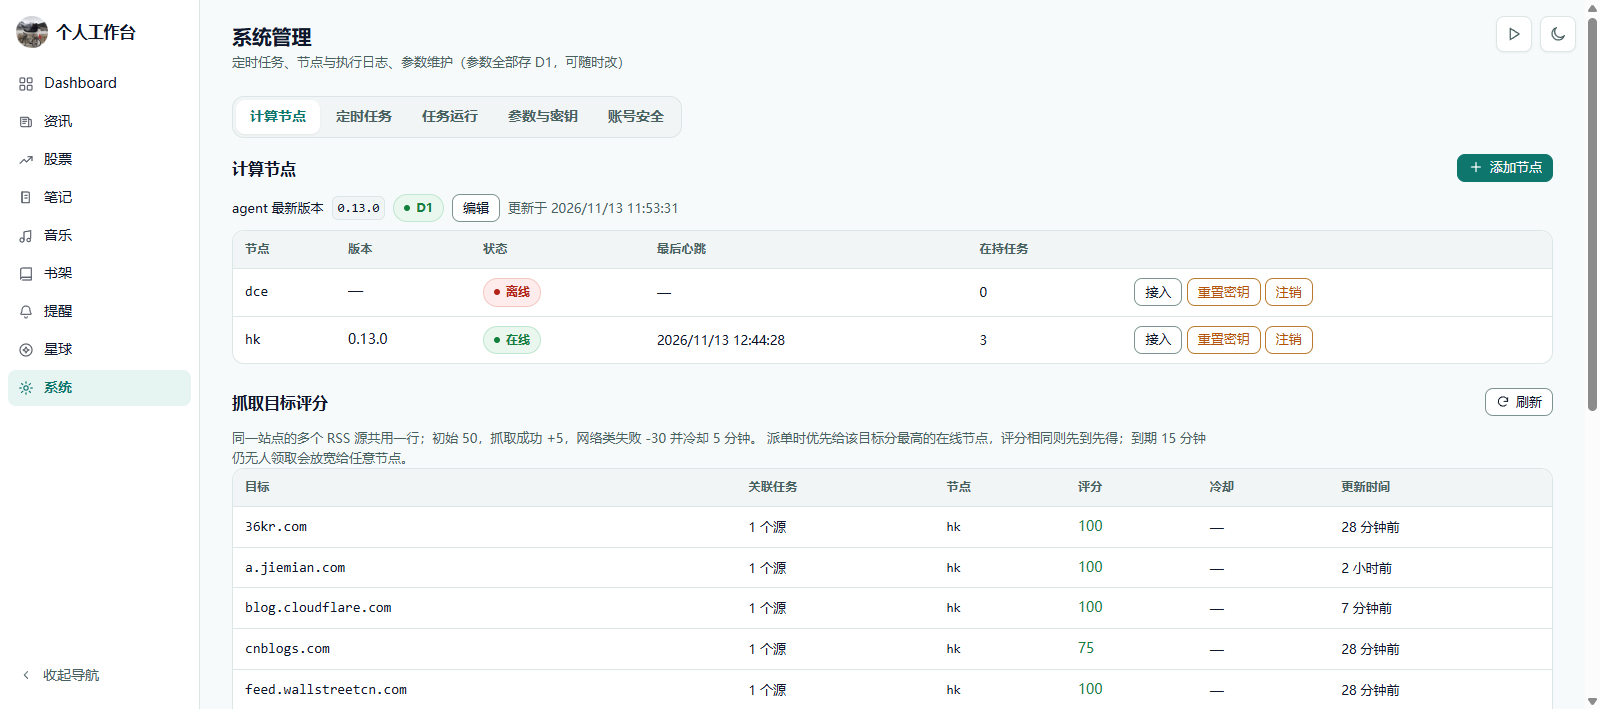 个人工作台
Dashboard
资讯
股票
笔记
音乐
书架
提醒
星球
系统
收起导航
系统管理
定时任务、节点与执行日志、参数维护（参数全部存 D1，可随时改）
计算节点 定时任务 任务运行 参数与密钥 账号安全
计算节点
添加节点
agent 最新版本 0.13.0 D1 编辑 更新于 2026/11/13 11:53:31
节点 版本 状态 最后心跳 在持任务
dce — 离线 — 0 接入 重置密钥 注销
hk 0.13.0 在线 2026/11/13 12:44:28 3 接入 重置密钥 注销
抓取目标评分
刷新
同一站点的多个 RSS 源共用一行；初始 50，抓取成功 +5，网络类失败 -30 并冷却 5 分钟。 派单时优先给该目标分最高的在线节点，评分相同则先到先得；到期 15 分钟
仍无人领取会放宽给任意节点。
目标 关联任务 节点 评分 冷却 更新时间
36kr.com 1 个源 hk 100 — 28 分钟前
a.jiemian.com 1 个源 hk 100 — 2 小时前
blog.cloudflare.com 1 个源 hk 100 — 7 分钟前
cnblogs.com 1 个源 hk 75 — 28 分钟前
feed.wallstreetcn.com 1 个源 hk 100 — 28 分钟前